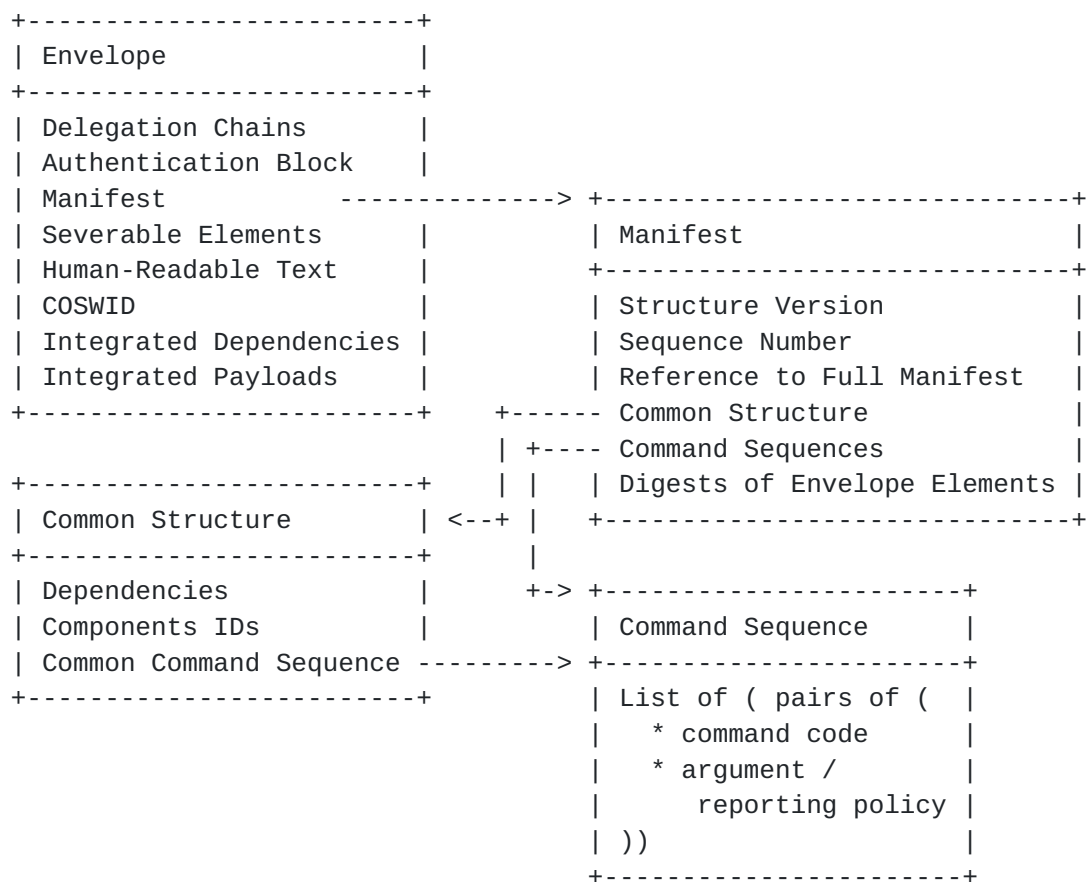 +-------------------------+
| Envelope                |
+-------------------------+
| Delegation Chains       |
| Authentication Block    |
| Manifest           --------------> +------------------------------+
| Severable Elements      |          | Manifest                     |
| Human-Readable Text     |          +------------------------------+
| COSWID                  |          | Structure Version            |
| Integrated Dependencies |          | Sequence Number              |
| Integrated Payloads     |          | Reference to Full Manifest   |
+-------------------------+    +------ Common Structure             |
                               | +---- Command Sequences            |
+-------------------------+    | |   | Digests of Envelope Elements |
| Common Structure        | <--+ |   +------------------------------+
+-------------------------+      |
| Dependencies            |      +-> +-----------------------+
| Components IDs          |          | Command Sequence      |
| Common Command Sequence ---------> +-----------------------+
+-------------------------+          | List of ( pairs of (  |
                                     |   * command code      |
                                     |   * argument /        |
                                     |      reporting policy |
                                     | ))                    |
                                     +-----------------------+